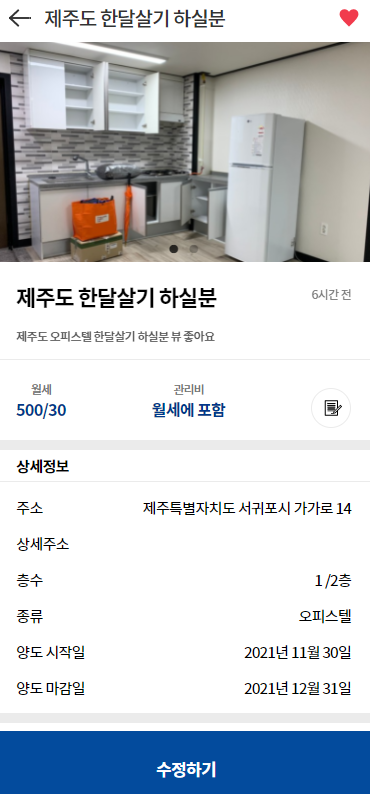 제주도 한달살기 하실분
제주도 한달살기 하실분
6시간 전
제주도 오피스텔 한달살기 하실분 뷰 좋아요
월세
관리비
500/30
월세에 포함
상세정보
주소
제주특별자치도 서귀포시 가가로 14
상세주소
층수
1 /2층
종류
오피스텔
양도 시작일
2021년 11월 30일
양도 마감일
2021년 12월 31일
수정하기